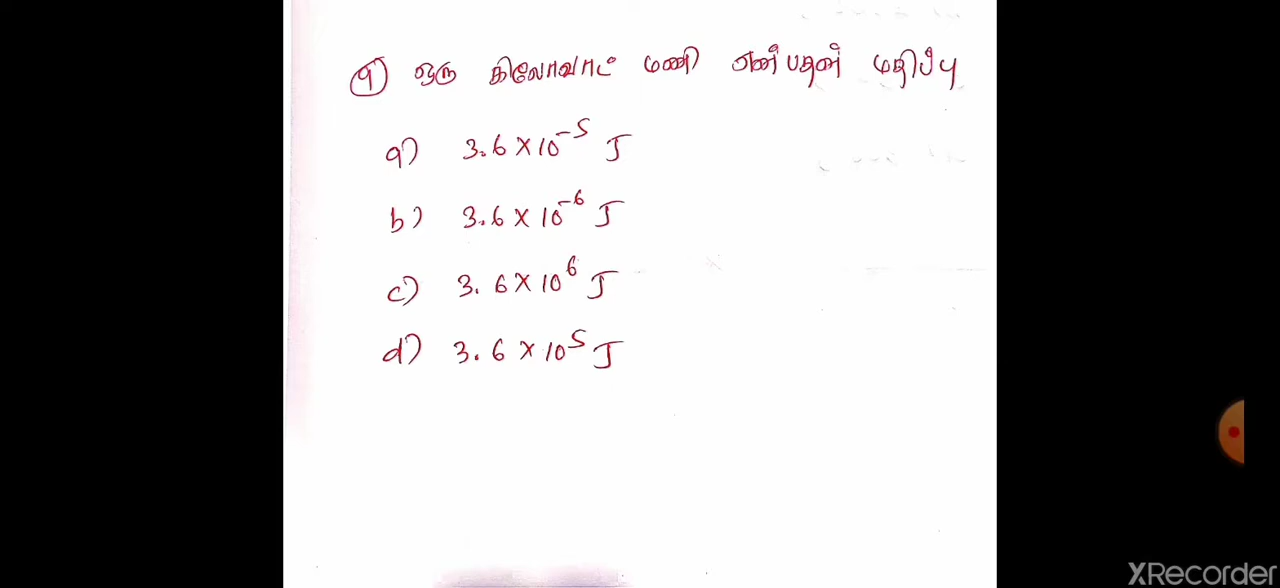 9) ஒரு கிலோவாட் மணி என்பதன் மதிப்பு
a) 3.6 × 10⁻⁵ J
b) 3.6 × 10⁻⁶ J
c) 3.6 × 10⁶ J
d) 3.6 × 10⁵ J
XRecorder